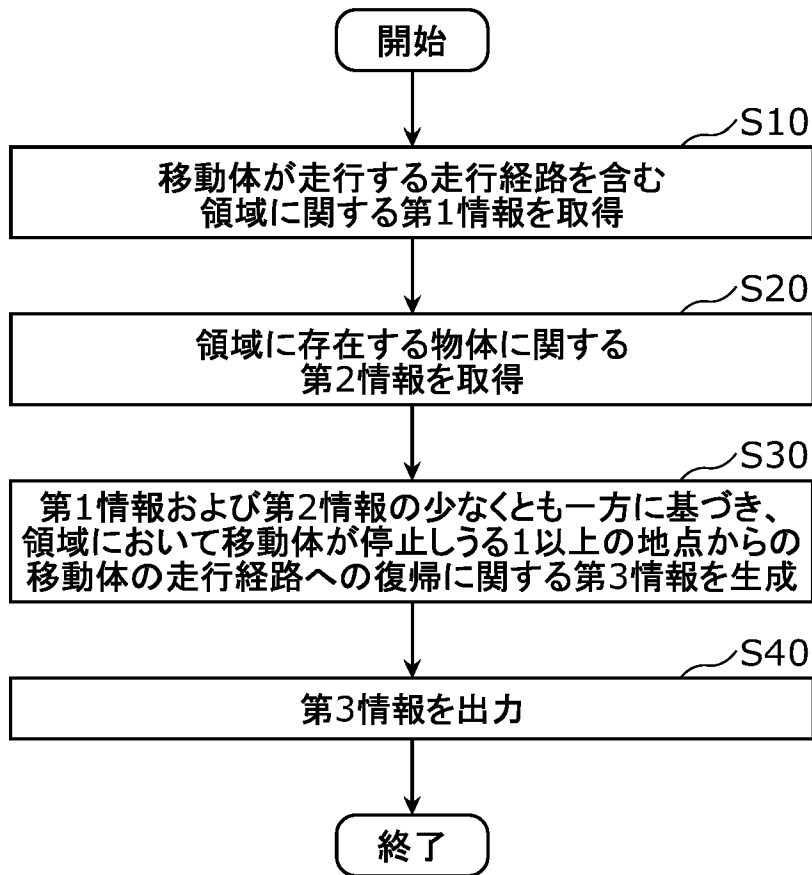 開始
S10
移動体が走行する走行経路を含む
領域に関する第1情報を取得
S20
領域に存在する物体に関する
第2情報を取得
S30
第1情報および第2情報の少なくとも一方に基づき、
領域において移動体が停止しうる1以上の地点からの
移動体の走行経路への復帰に関する第3情報を生成
S40
第3情報を出力
終了